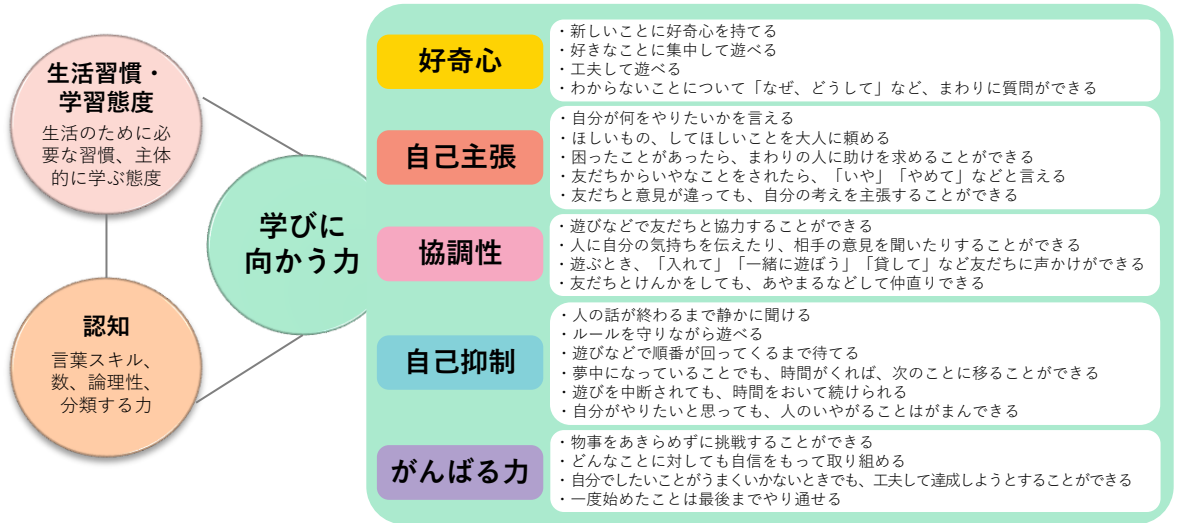 生活習慣・
学習態度
生活のために必
要な習慣、主体
的に学ぶ態度
学びに
向かう力
認知
言葉スキル、
数、論理性、
分類する力
好奇心
・新しいことに好奇心を持てる
・好きなことに集中して遊べる
・工夫して遊べる
・わからないことについて「なぜ、どうして」など、まわりに質問ができる
自己主張
・自分が何をやりたいかを言える
・ほしいもの、してほしいことを大人に頼める
・困ったことがあったら、まわりの人に助けを求めることができる
・友だちからいやなことをされたら、「いや」「やめて」などと言える
・友だちと意見が違っても、自分の考えを主張することができる
協調性
・遊びなどで友だちと協力することができる
・人に自分の気持ちを伝えたり、相手の意見を聞いたりすることができる
・遊ぶとき、「入れて」「一緒に遊ぼう」「貸して」など友だちに声かけができる
・友だちとけんかをしても、あやまるなどして仲直りできる
自己抑制
・人の話が終わるまで静かに聞ける
・ルールを守りながら遊べる
・遊びなどで順番が回ってくるまで待てる
・夢中になっていることでも、時間がくれば、次のことに移ることができる
・遊びを中断されても、時間をおいて続けられる
・自分がやりたいと思っても、人のいやがることはがまんできる
がんばる力
・物事をあきらめずに挑戦することができる
・どんなことに対しても自信をもって取り組める
・自分でしたいことがうまくいかないときでも、工夫して達成しようとすることができる
・一度始めたことは最後までやり通せる